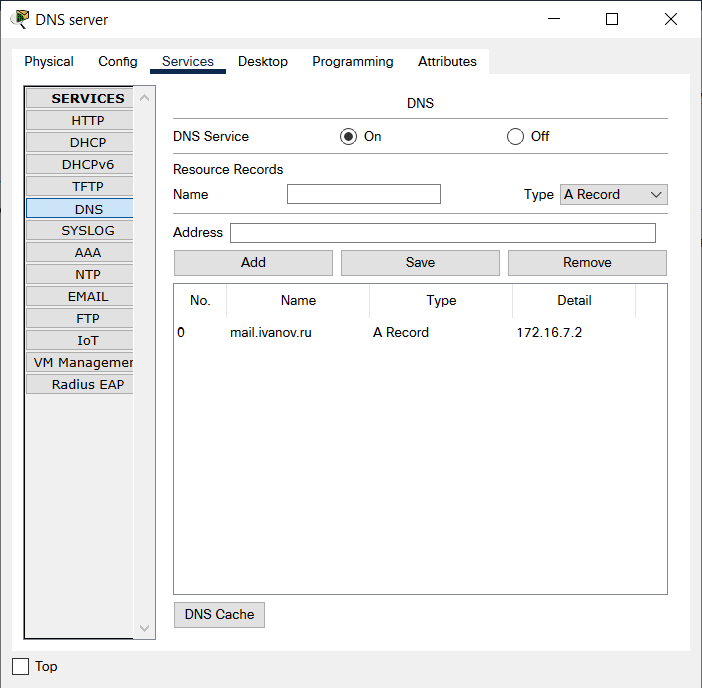 DNS server
Physical Config Services Desktop Programming Attributes
SERVICES
HTTP
DHCP
DHCPv6
TFTP
DNS
SYSLOG
AAA
NTP
EMAIL
FTP
IoT
VM Managemer
Radius EAP
DNS
DNS Service On Off
Resource Records
Name Type A Record
Address
Add Save Remove
No. Name Type Detail
0 mail.ivanov.ru A Record 172.16.7.2
DNS Cache
Top